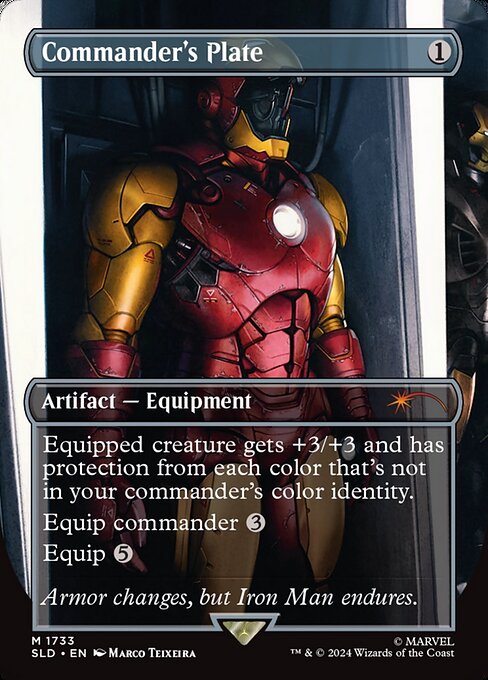 Commander's Plate 1
Artifact — Equipment
Equipped creature gets +3/+3 and has
protection from each color that's not
in your commander's color identity.
Equip commander 3
Equip 5
Armor changes, but Iron Man endures.
M 1733
SLD • EN Marco Teixeira
© MARVEL
™ & © 2024 Wizards of the Coast